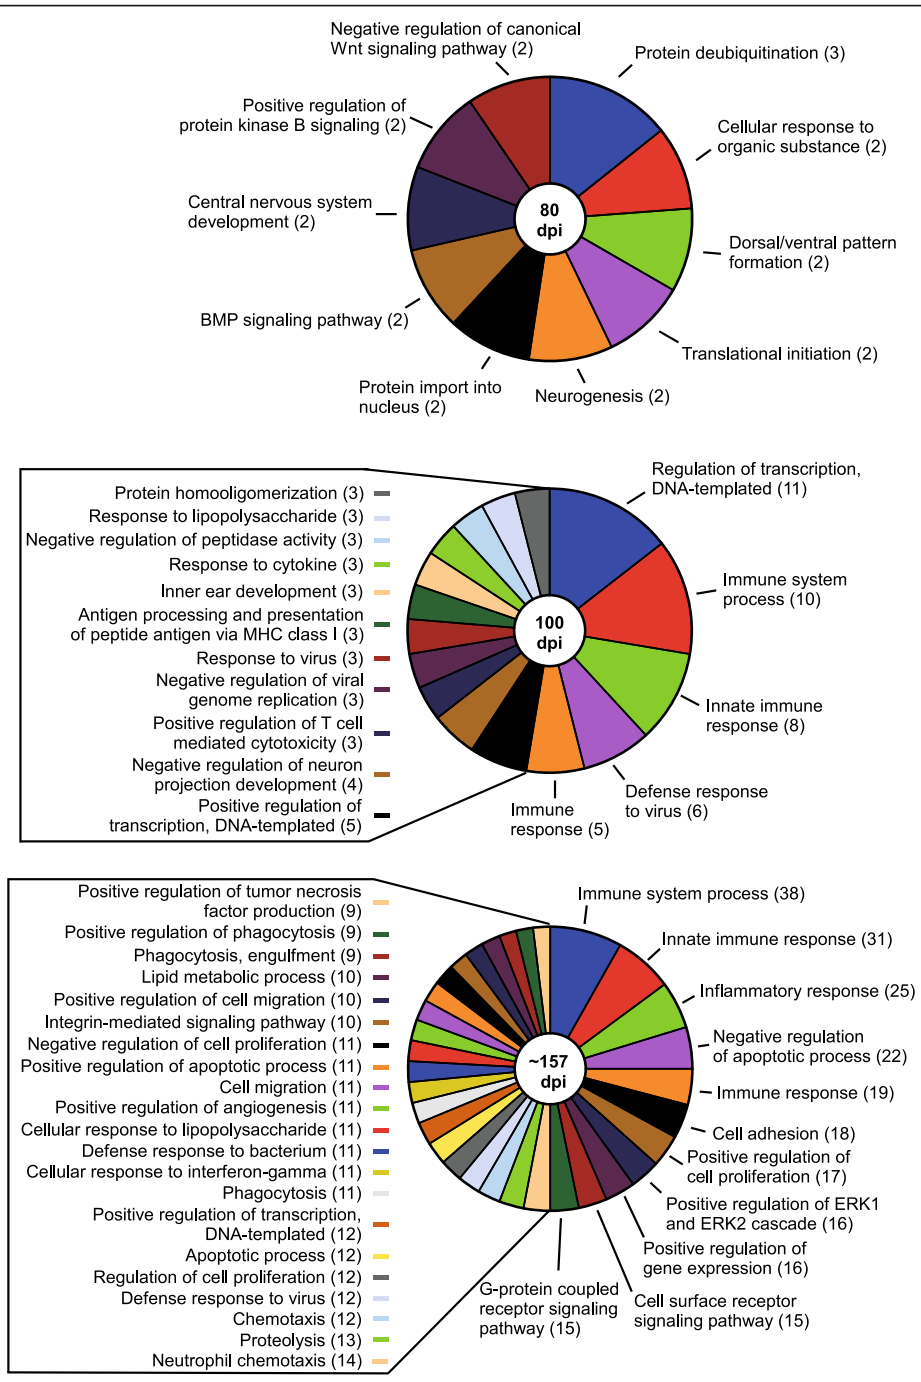 Negative regulation of canonical
Wnt signaling pathway (2)
Protein deubiquitination (3)
Positive regulation of
protein kinase B signaling (2)
Cellular response to
organic substance (2)
Central nervous system
development (2)
80
dpi
Dorsal/ventral pattern
formation (2)
BMP signaling pathway (2)
Translational initiation (2)
Protein import into
nucleus (2)
Neurogenesis (2)
Regulation of transcription,
DNA-templated (11)
Immune system
process (10)
Innate immune
response (8)
Defense response
to virus (6)
Immune
response (5)
100
dpi
Protein homooligomerization (3)
Response to lipopolysaccharide (3)
Negative regulation of peptidase activity (3)
Response to cytokine (3)
Inner ear development (3)
Antigen processing and presentation
of peptide antigen via MHC class I (3)
Response to virus (3)
Negative regulation of viral
genome replication (3)
Positive regulation of T cell
mediated cytotoxicity (3)
Negative regulation of neuron
projection development (4)
Positive regulation of
transcription, DNA-templated (5)
Immune system process (38)
Innate immune response (31)
Inflammatory response (25)
Negative regulation
of apoptotic process (22)
Immune response (19)
Cell adhesion (18)
Positive regulation of
cell proliferation (17)
Positive regulation of ERK1
and ERK2 cascade (16)
Positive regulation of
gene expression (16)
Cell surface receptor
signaling pathway (15)
G-protein coupled
receptor signaling
pathway (15)
~157
dpi
Positive regulation of tumor necrosis
factor production (9)
Positive regulation of phagocytosis (9)
Phagocytosis, engulfment (9)
Lipid metabolic process (10)
Positive regulation of cell migration (10)
Integrin-mediated signaling pathway (10)
Negative regulation of cell proliferation (11)
Positive regulation of apoptotic process (11)
Cell migration (11)
Positive regulation of angiogenesis (11)
Cellular response to lipopolysaccharide (11)
Defense response to bacterium (11)
Cellular response to interferon-gamma (11)
Phagocytosis (11)
Positive regulation of transcription,
DNA-templated (12)
Apoptotic process (12)
Regulation of cell proliferation (12)
Defense response to virus (12)
Chemotaxis (12)
Proteolysis (13)
Neutrophil chemotaxis (14)